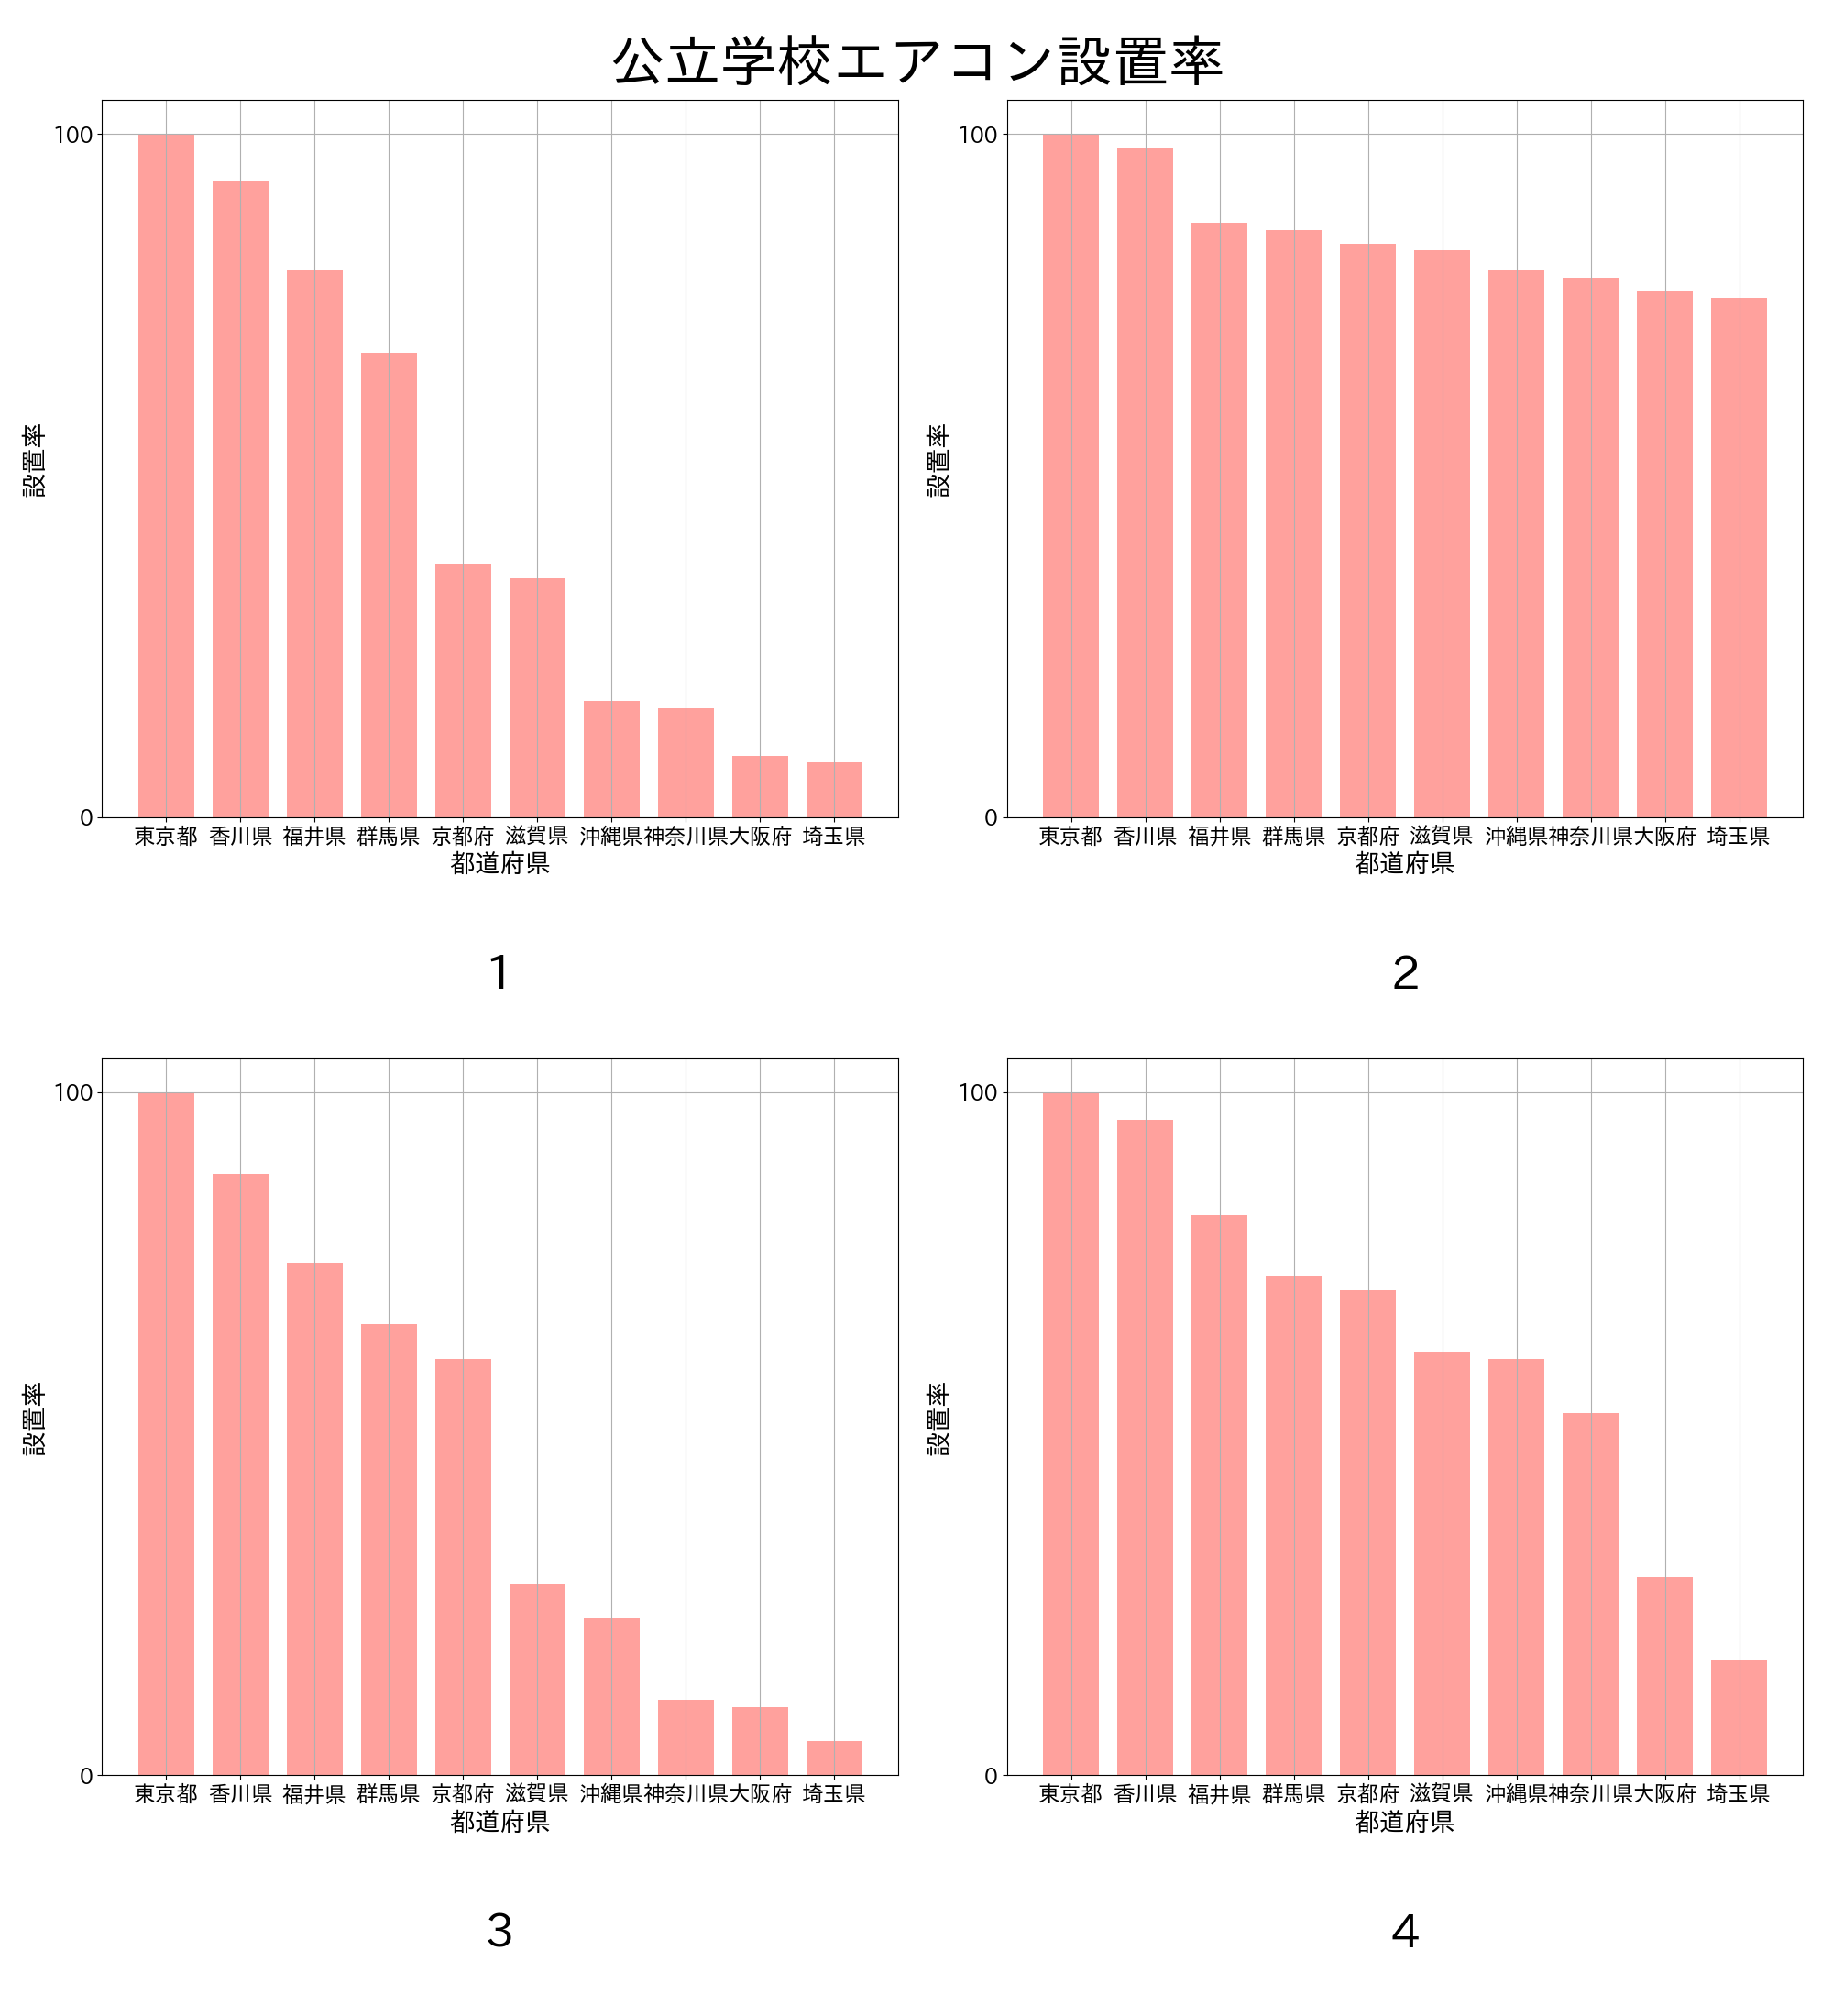 公立学校エアコン設置率
100
設置率
0
東京都 香川県 福井県 群馬県 京都府 滋賀県 沖縄県 神奈川県 大阪府 埼玉県
都道府県
1
100
設置率
0
東京都 香川県 福井県 群馬県 京都府 滋賀県 沖縄県 神奈川県 大阪府 埼玉県
都道府県
2
100
設置率
0
東京都 香川県 福井県 群馬県 京都府 滋賀県 沖縄県 神奈川県 大阪府 埼玉県
都道府県
3
100
設置率
0
東京都 香川県 福井県 群馬県 京都府 滋賀県 沖縄県 神奈川県 大阪府 埼玉県
都道府県
4